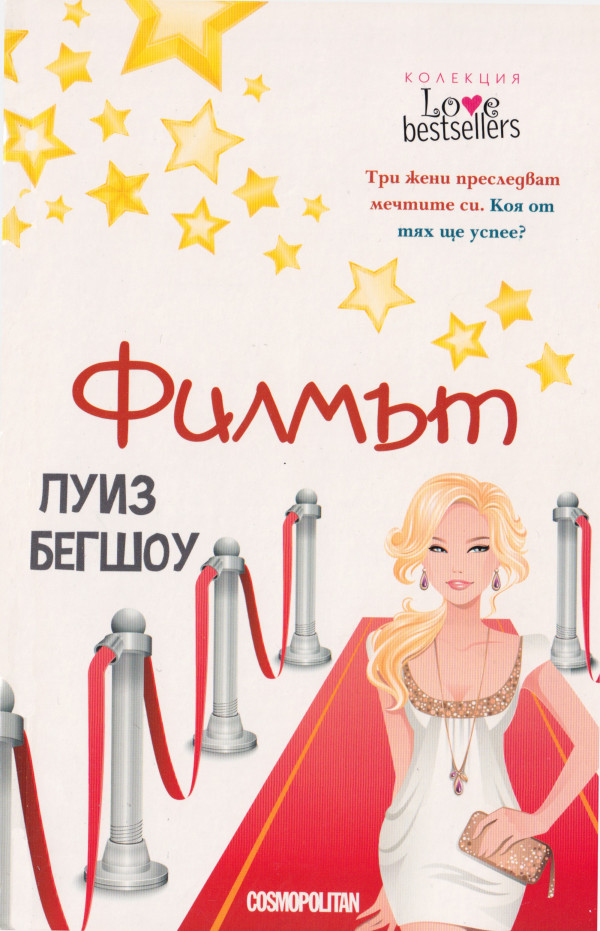 КОЛЕКЦИЯ
Love
bestsellers
Три жени преследват
мечтите си. Коя от
тях ще успее?
Филмът
ЛУИЗ
БЕГШОУ
COSMOPOLITAN